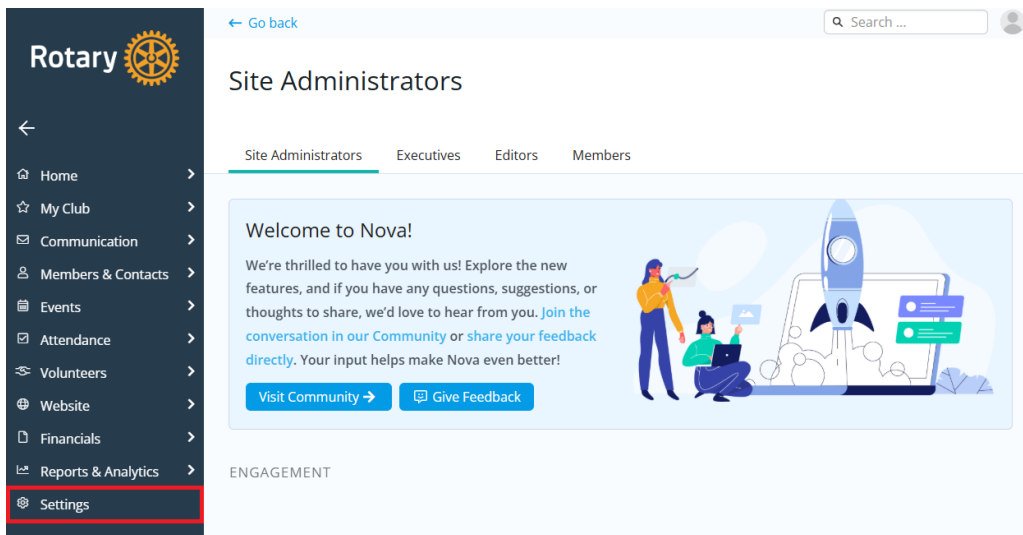 Go back
Search ...
Rotary
Site Administrators
Site Administrators
Executives
Editors
Members
Home
My Club
Communication
Members & Contacts
Events
Attendance
Volunteers
Website
Financials
Reports & Analytics
Settings
Welcome to Nova!
We’re thrilled to have you with us! Explore the new
features, and if you have any questions, suggestions, or
thoughts to share, we’d love to hear from you. Join the
conversation in our Community or share your feedback
directly. Your input helps make Nova even better!
Visit Community
Give Feedback
ENGAGEMENT